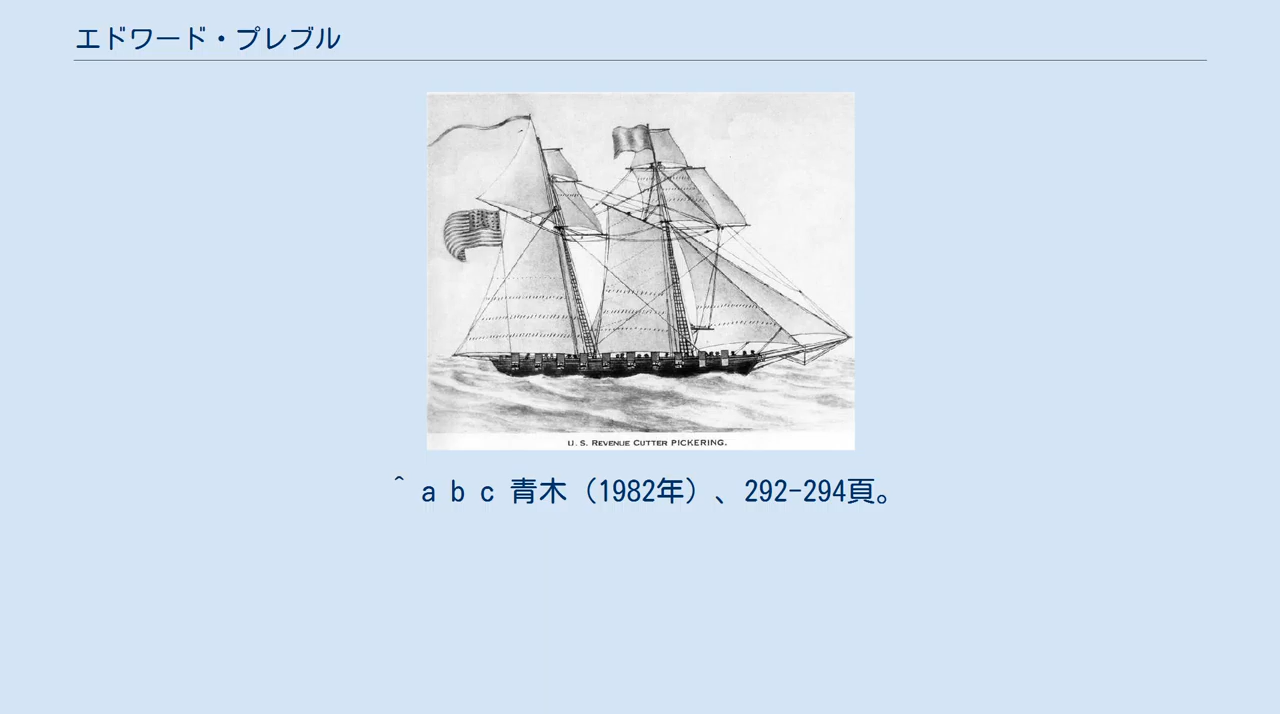 エドワード・プレブル
U. S. REVENUE CUTTER PICKERING.
^ a b c 青木（1982年）、292-294頁。